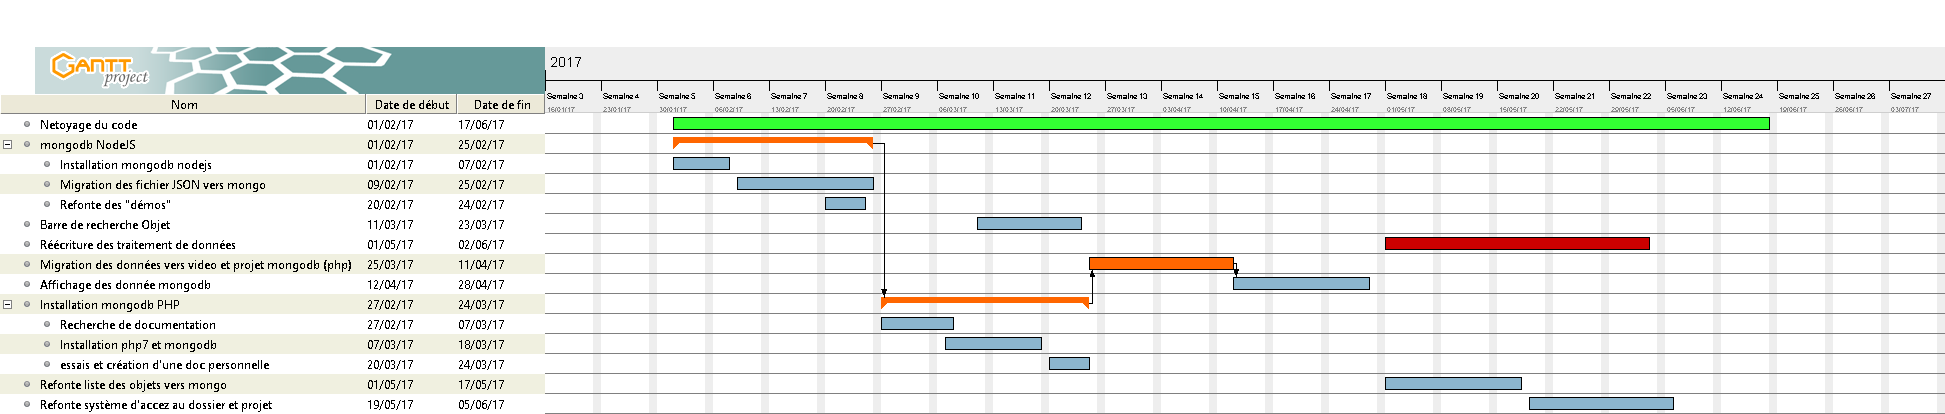 GANTT project
2017
Nom Date de début Date de fin
Semaine 3 Semaine 4 Semaine 5 Semaine 6 Semaine 7 Semaine 8 Semaine 9 Semaine 10 Semaine 11 Semaine 12 Semaine 13 Semaine 14 Semaine 15 Semaine 16 Semaine 17 Semaine 18 Semaine 19 Semaine 20 Semaine 21 Semaine 22 Semaine 23 Semaine 24 Semaine 25 Semaine 26 Semaine 27
16/01/17 23/01/17 30/01/17 06/02/17 13/02/17 20/02/17 27/02/17 06/03/17 13/03/17 20/03/17 27/03/17 03/04/17 10/04/17 17/04/17 24/04/17 01/05/17 08/05/17 15/05/17 22/05/17 29/05/17 05/06/17 12/06/17 19/06/17 26/06/17 03/07/17
Netoyage du code 01/02/17 17/06/17
mongodb NodeJS 01/02/17 25/02/17
Installation mongodb nodejs 01/02/17 07/02/17
Migration des fichier JSON vers mongo 09/02/17 25/02/17
Refonte des "démos" 20/02/17 24/02/17
Barre de recherche Objet 11/03/17 23/03/17
Réécriture des traitement de données 01/05/17 02/06/17
Migration des données vers video et projet mongodb (php) 25/03/17 11/04/17
Affichage des donnée mongodb 12/04/17 28/04/17
Installation mongodb PHP 27/02/17 24/03/17
Recherche de documentation 27/02/17 07/03/17
Installation php7 et mongodb 07/03/17 18/03/17
essais et création d'une doc personnelle 20/03/17 24/03/17
Refonte liste des objets vers mongo 01/05/17 17/05/17
Refonte système d'accez au dossier et projet 19/05/17 05/06/17